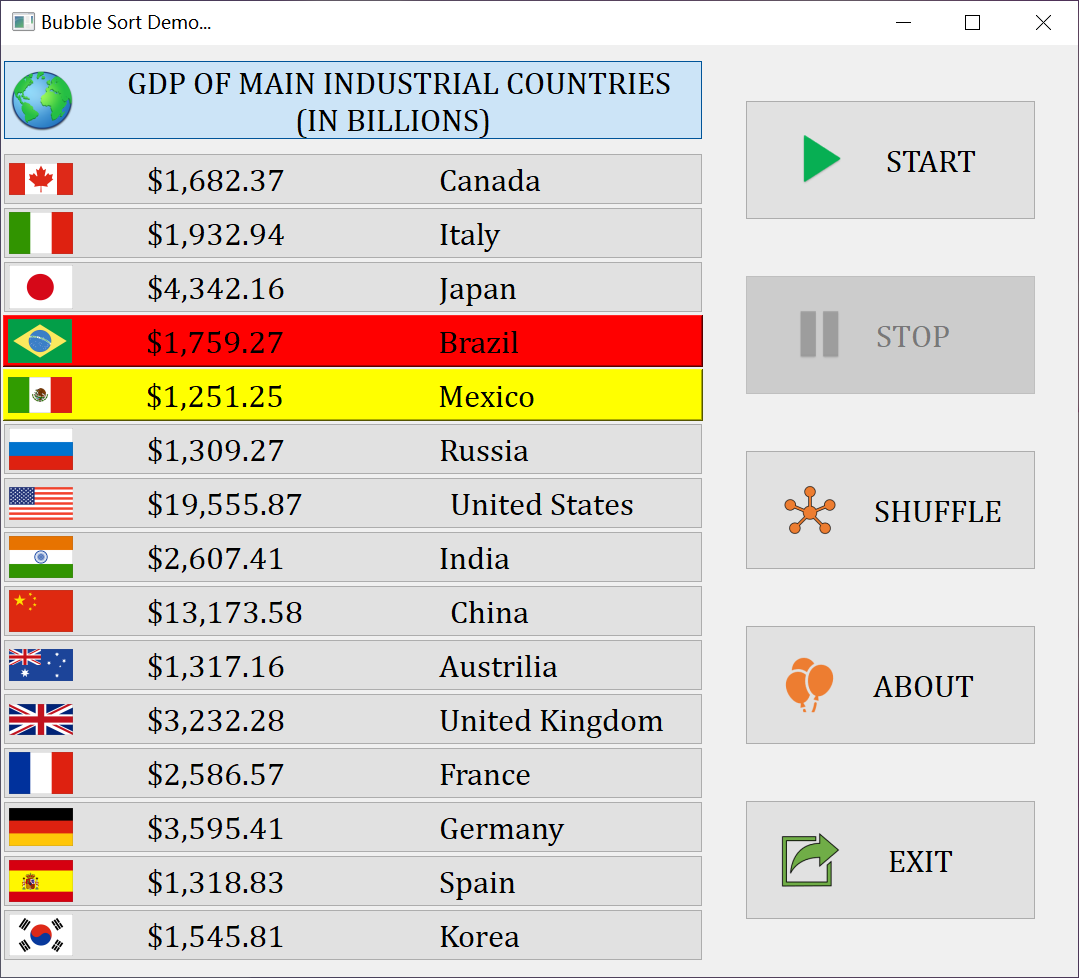 Bubble Sort Demo...
GDP OF MAIN INDUSTRIAL COUNTRIES
(IN BILLIONS)
$1,682.37 Canada
$1,932.94 Italy
$4,342.16 Japan
$1,759.27 Brazil
$1,251.25 Mexico
$1,309.27 Russia
$19,555.87 United States
$2,607.41 India
$13,173.58 China
$1,317.16 Austrilia
$3,232.28 United Kingdom
$2,586.57 France
$3,595.41 Germany
$1,318.83 Spain
$1,545.81 Korea
START
STOP
SHUFFLE
ABOUT
EXIT